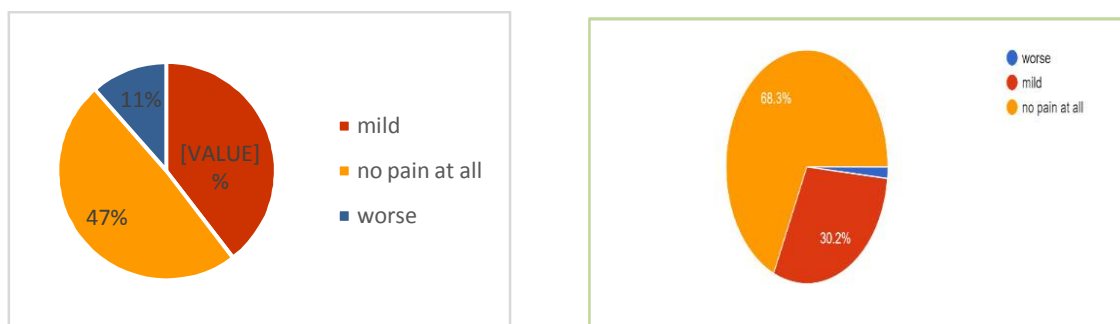 11%
[VALUE]
%
47%
mild
no pain at all
worse
68.3%
30.2%
worse
mild
no pain at all